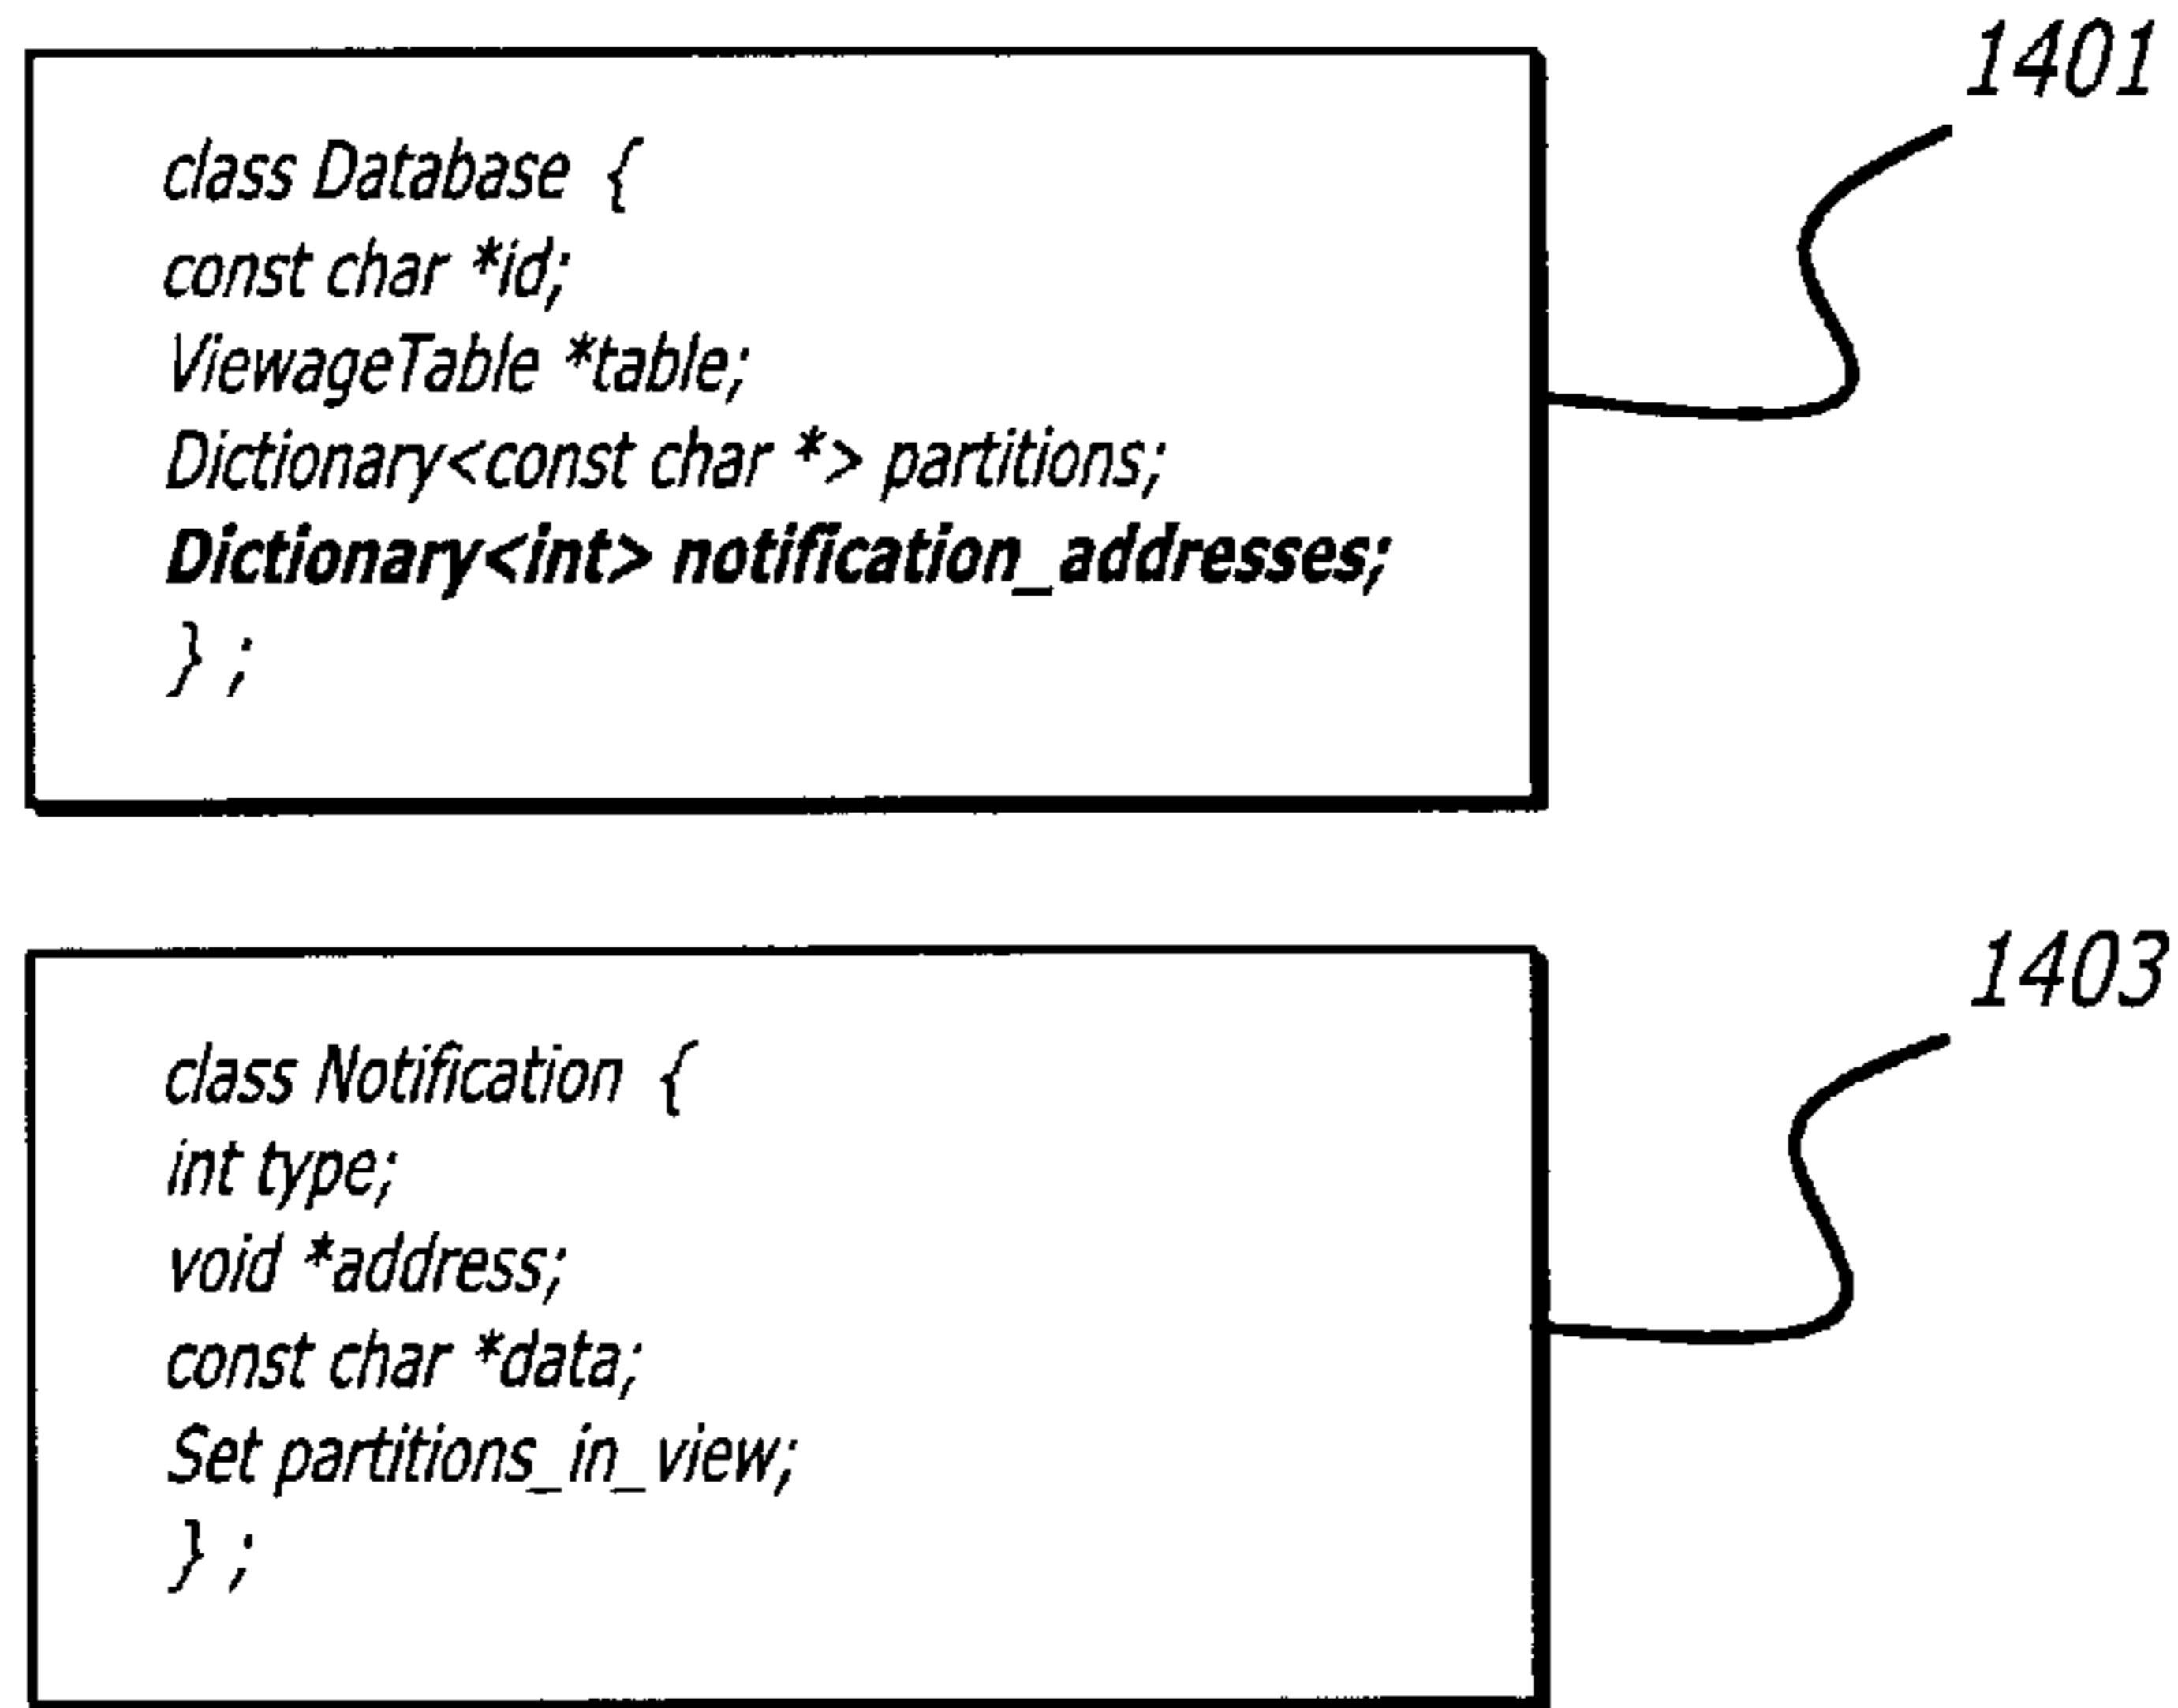 1401
class Database {
const char *id;
ViewageTable *table;
Dictionary<const char *> partitions;
Dictionary<int> notification_addresses;
} ;
1403
class Notification {
int type;
void *address;
const char *data;
Set partitions_in_view;
} ;